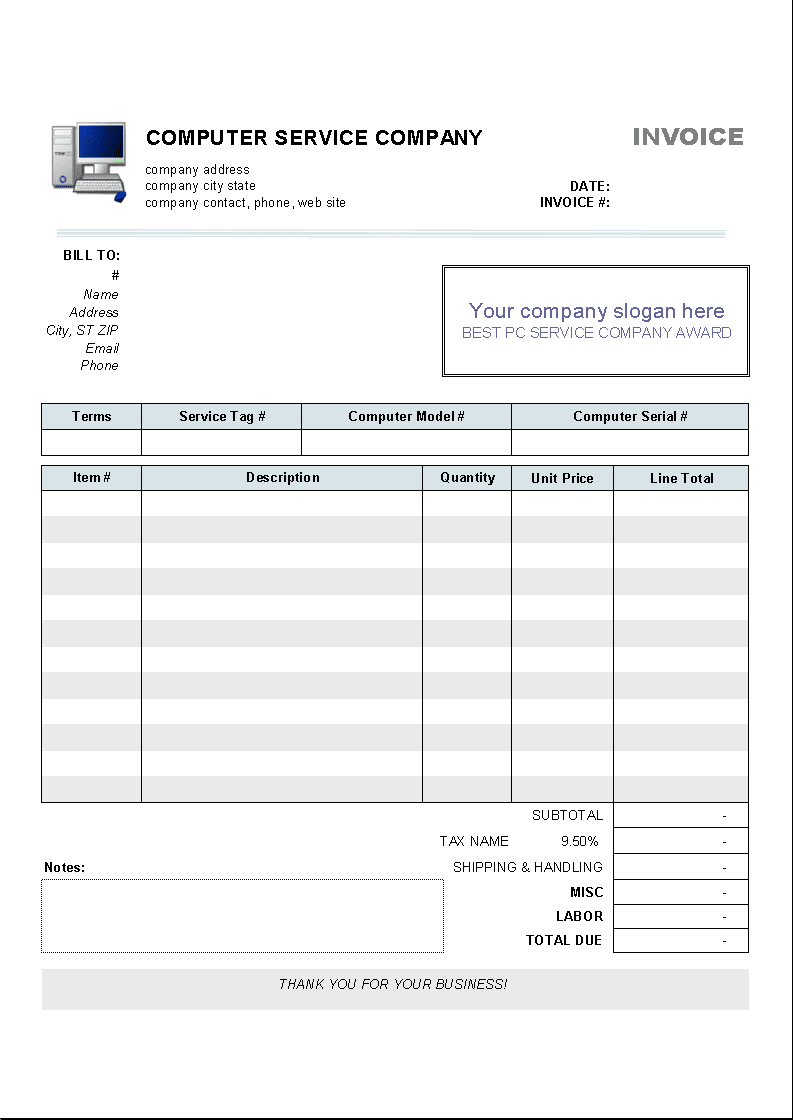 COMPUTER SERVICE COMPANY
INVOICE
company address
company city state
DATE:
company contact, phone, web site
INVOICE #:
BILL TO:
#
Name
Address
City, ST ZIP
Email
Phone
Your company slogan here
BEST PC SERVICE COMPANY AWARD
Terms Service Tag # Computer Model # Computer Serial #
Item # Description Quantity Unit Price Line Total
SUBTOTAL -
TAX NAME 9.50% -
Notes:
SHIPPING & HANDLING -
MISC -
LABOR -
TOTAL DUE -
THANK YOU FOR YOUR BUSINESS!